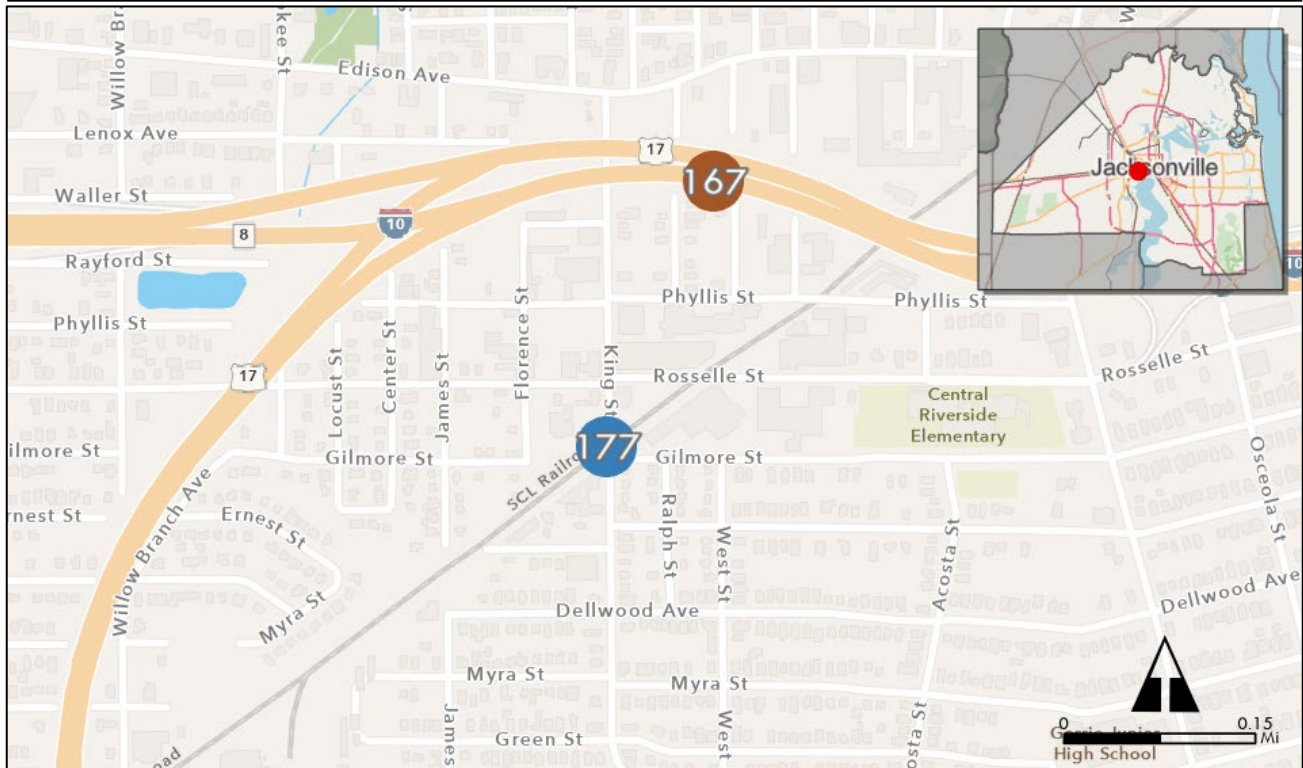 Willow Bra
kee St
W
Edison Ave
Lenox Ave
17
167
Jacksonville
Waller St
10
8
Rayford St
10
Phyllis St
Phyllis St
Phyllis St
Florence St
King St
Rosselle St
Rosselle St
17
Locust St
Center St
James St
Central
Riverside
Elementary
177
ilmore St
Gilmore St
Gilmore St
SCL Railro
Osceola St
rnest St
Ernest St
Ralph St
West St
Acosta St
Willow Branch Ave
Dellwood Ave
Dellwood Ave
Myra St
Myra St
Myra St
James
West
osta St
Green St
0
0.15
Mi
High School
oad